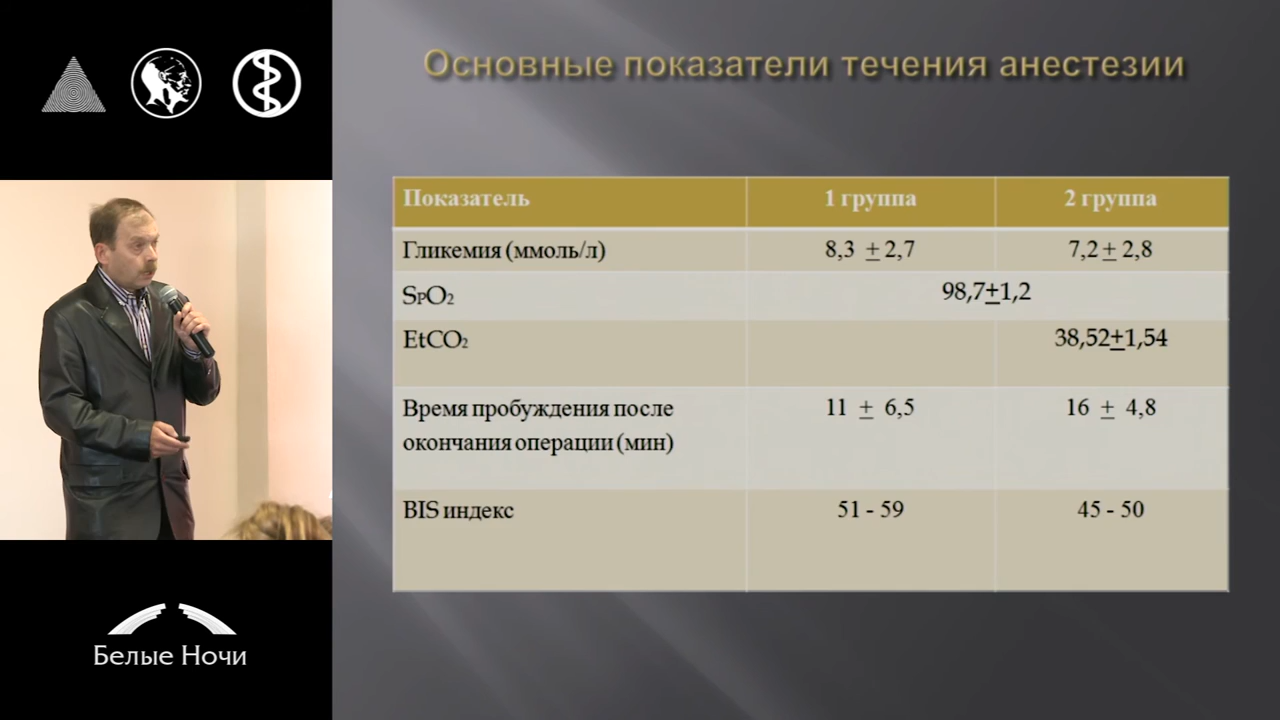 Основные показатели течения анестезии
Показатель 1 группа 2 группа
Гликемия (ммоль/л) 8,3 ± 2,7 7,2 ± 2,8
SpO₂ 98,7±1,2
EtCO₂ 38,52±1,54
Время пробуждения после
окончания операции (мин) 11 ± 6,5 16 ± 4,8
BIS индекс 51 - 59 45 - 50
Белые Ночи